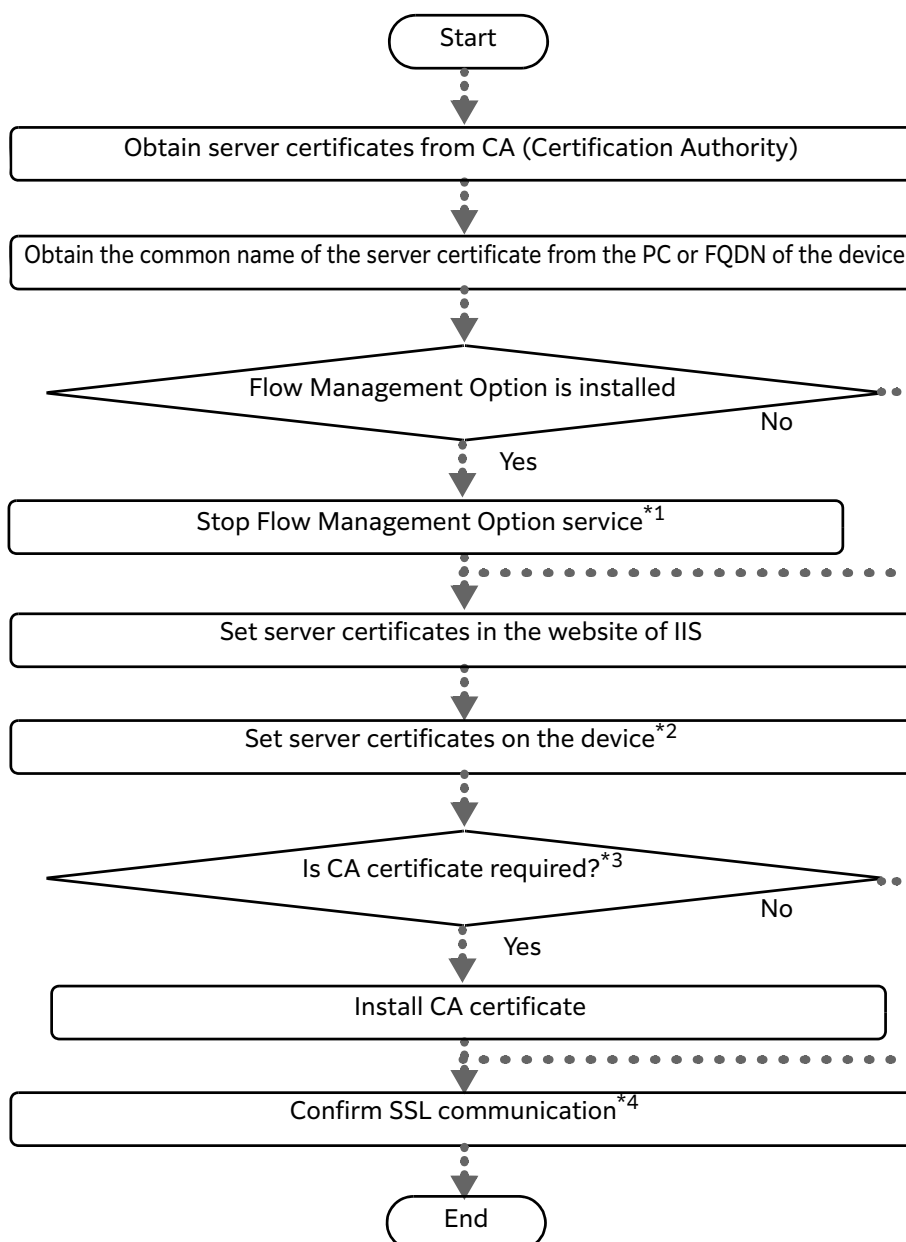 Start
Obtain server certificates from CA (Certification Authority)
Obtain the common name of the server certificate from the PC or FQDN of the device
Flow Management Option is installed
No
Yes
Stop Flow Management Option service*1
Set server certificates in the website of IIS
Set server certificates on the device*2
Is CA certificate required?*3
No
Yes
Install CA certificate
Confirm SSL communication*4
End